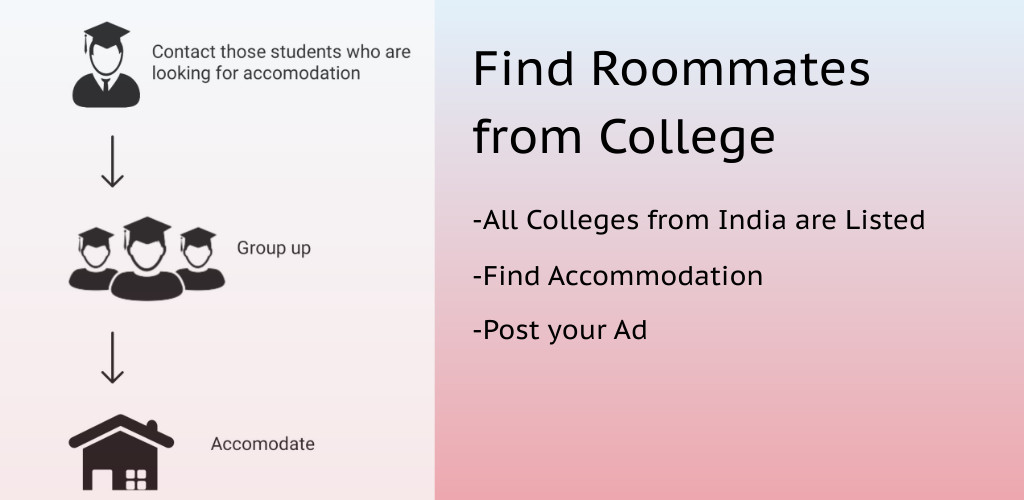 Contact those students who are
looking for accomodation
Group up
Accomodate
Find Roommates
from College
-All Colleges from India are Listed
-Find Accommodation
-Post your Ad